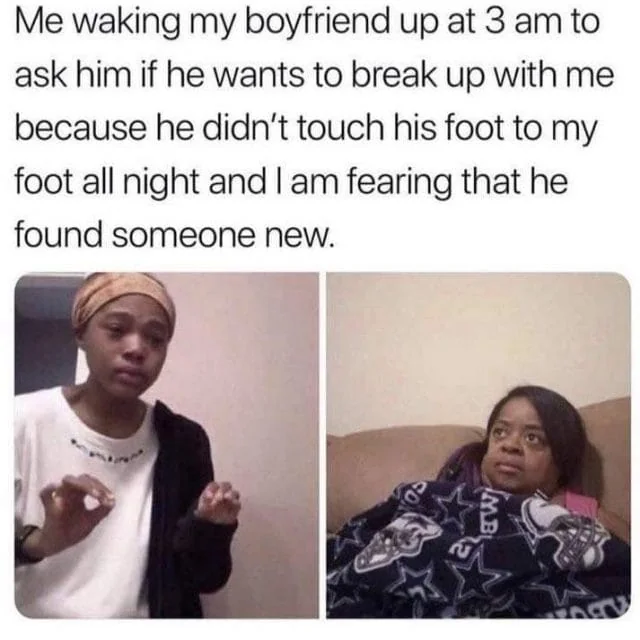 Me waking my boyfriend up at 3 am to
ask him if he wants to break up with me
because he didn't touch his foot to my
foot all night and I am fearing that he
found someone new.